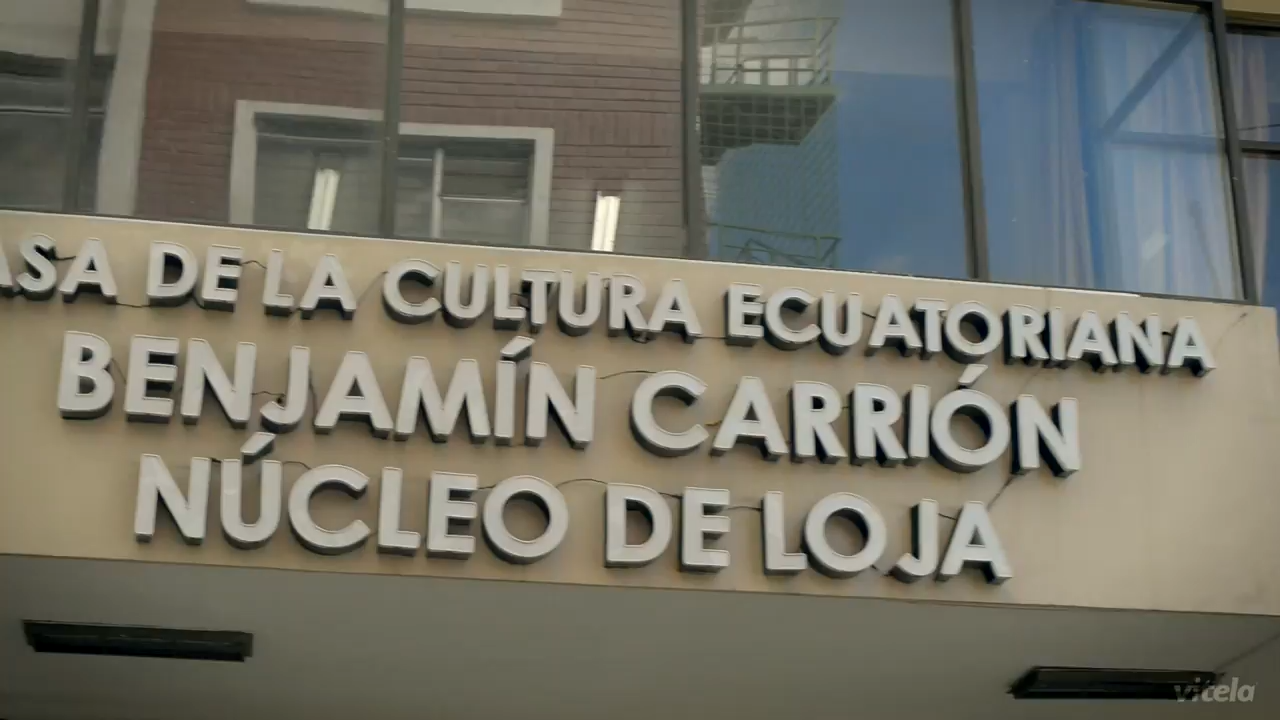 ASA DE LA CULTURA ECUATORIANA
BENJAMÍN CARRIÓN
NÚCLEO DE LOJA
vitela